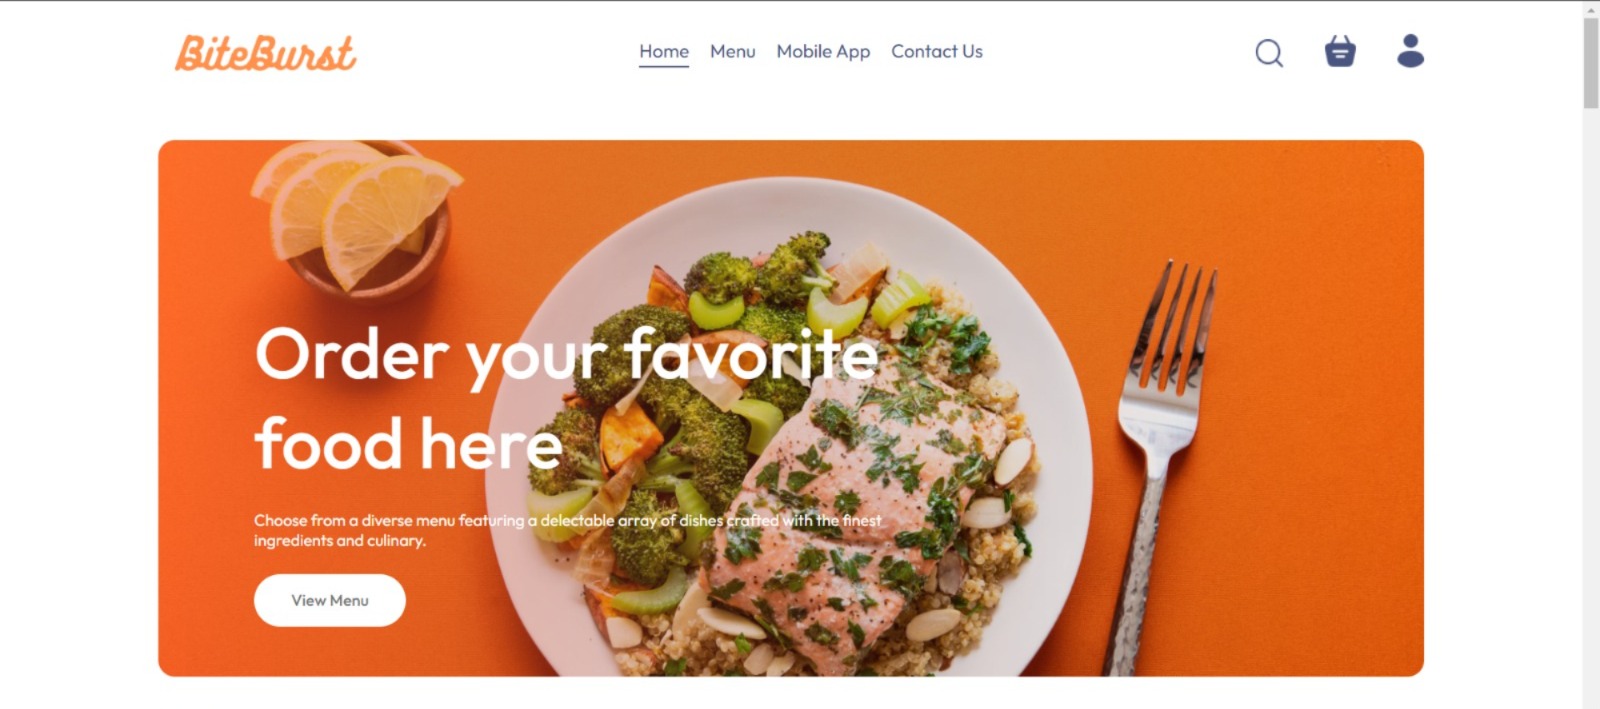 BiteBurst
Home Menu Mobile App Contact Us
Order your favorite
food here
Choose from a diverse menu featuring a delectable array of dishes crafted with the finest
ingredients and culinary.
View Menu